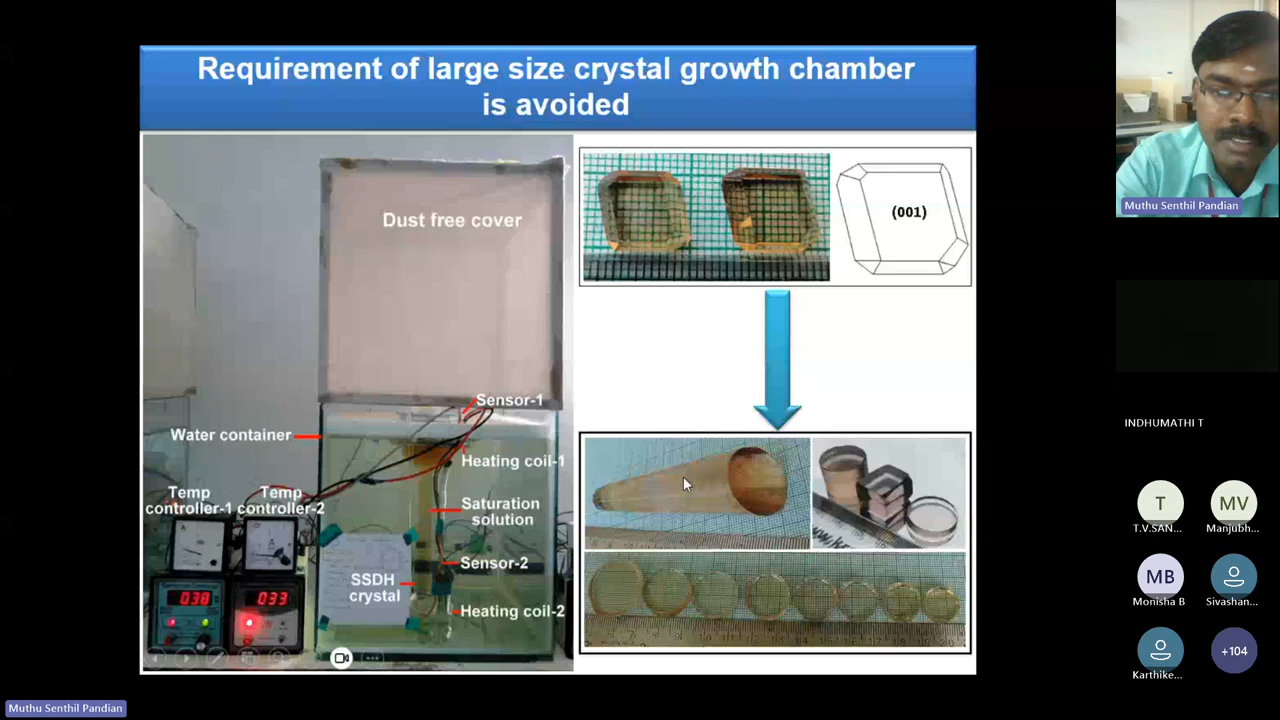 Requirement of large size crystal growth chamber
is avoided
Dust free cover
Sensor-1
Water container
Heating coil-1
Temp
controller-1
Temp
controller-2
Saturation
solution
Sensor-2
SSDH
crystal
Heating coil-2
038
033
(001)
Muthu Senthil Pandian
INDHUMATHI T
T
MV
T.V.SAN...
Manjubh...
MB
Monisha B
Sivashan...
Karthike...
+104
Muthu Senthil Pandian